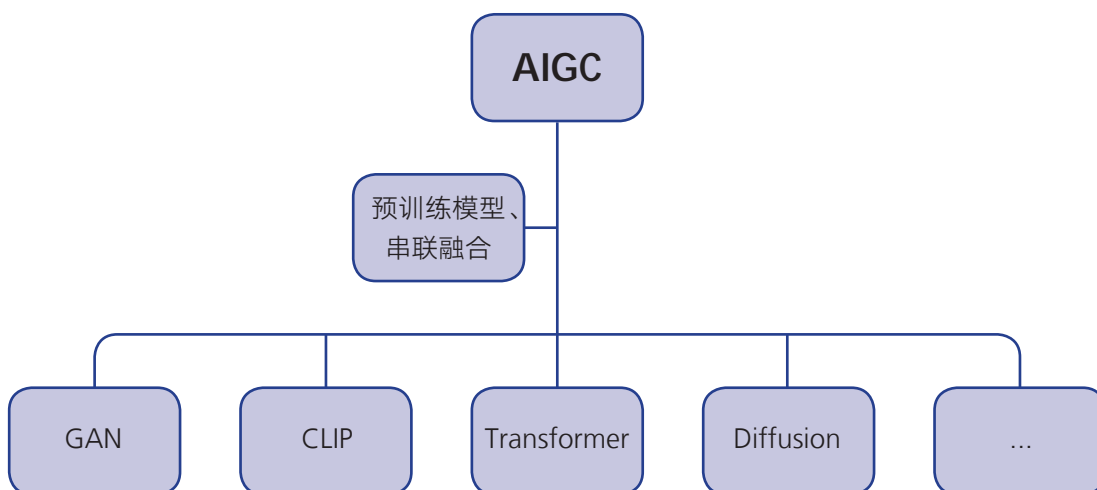 AIGC
预训练模型、
串联融合
GAN
CLIP
Transformer
Diffusion
...